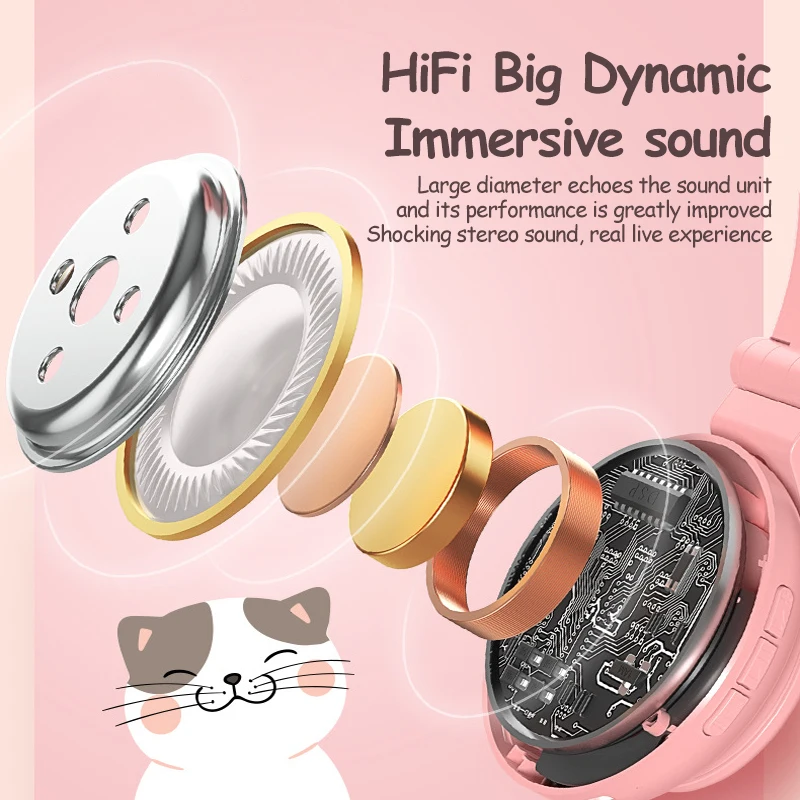 HiFi Big Dynamic
Immersive sound
Large diameter echoes the sound unit
and its performance is greatly improved
Shocking stereo sound, real live experience